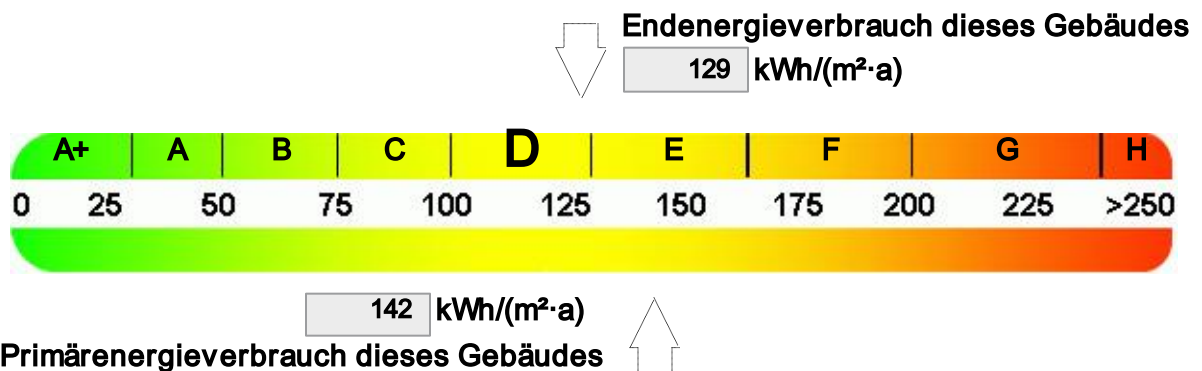 Endenergieverbrauch dieses Gebäudes
129 kWh/(m²·a)
A+ A B C D E F G H
0 25 50 75 100 125 150 175 200 225 >250
142 kWh/(m²·a)
Primärenergieverbrauch dieses Gebäudes